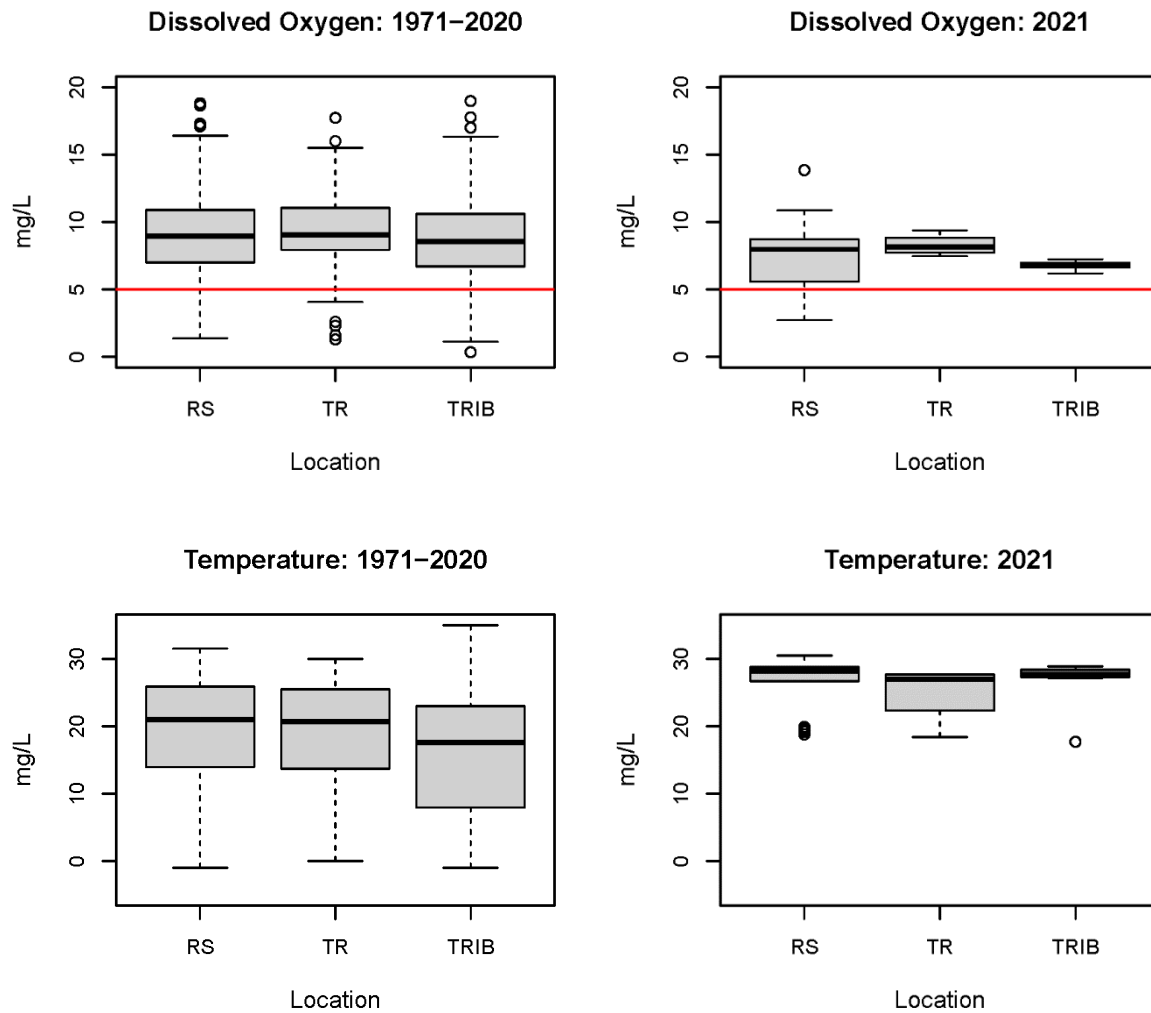 Dissolved Oxygen: 1971−2020
20
15
10
5
0
mg/L
RS TR TRIB
Location
Dissolved Oxygen: 2021
20
15
10
5
0
mg/L
RS TR TRIB
Location
Temperature: 1971−2020
30
20
10
0
mg/L
RS TR TRIB
Location
Temperature: 2021
30
20
10
0
mg/L
RS TR TRIB
Location